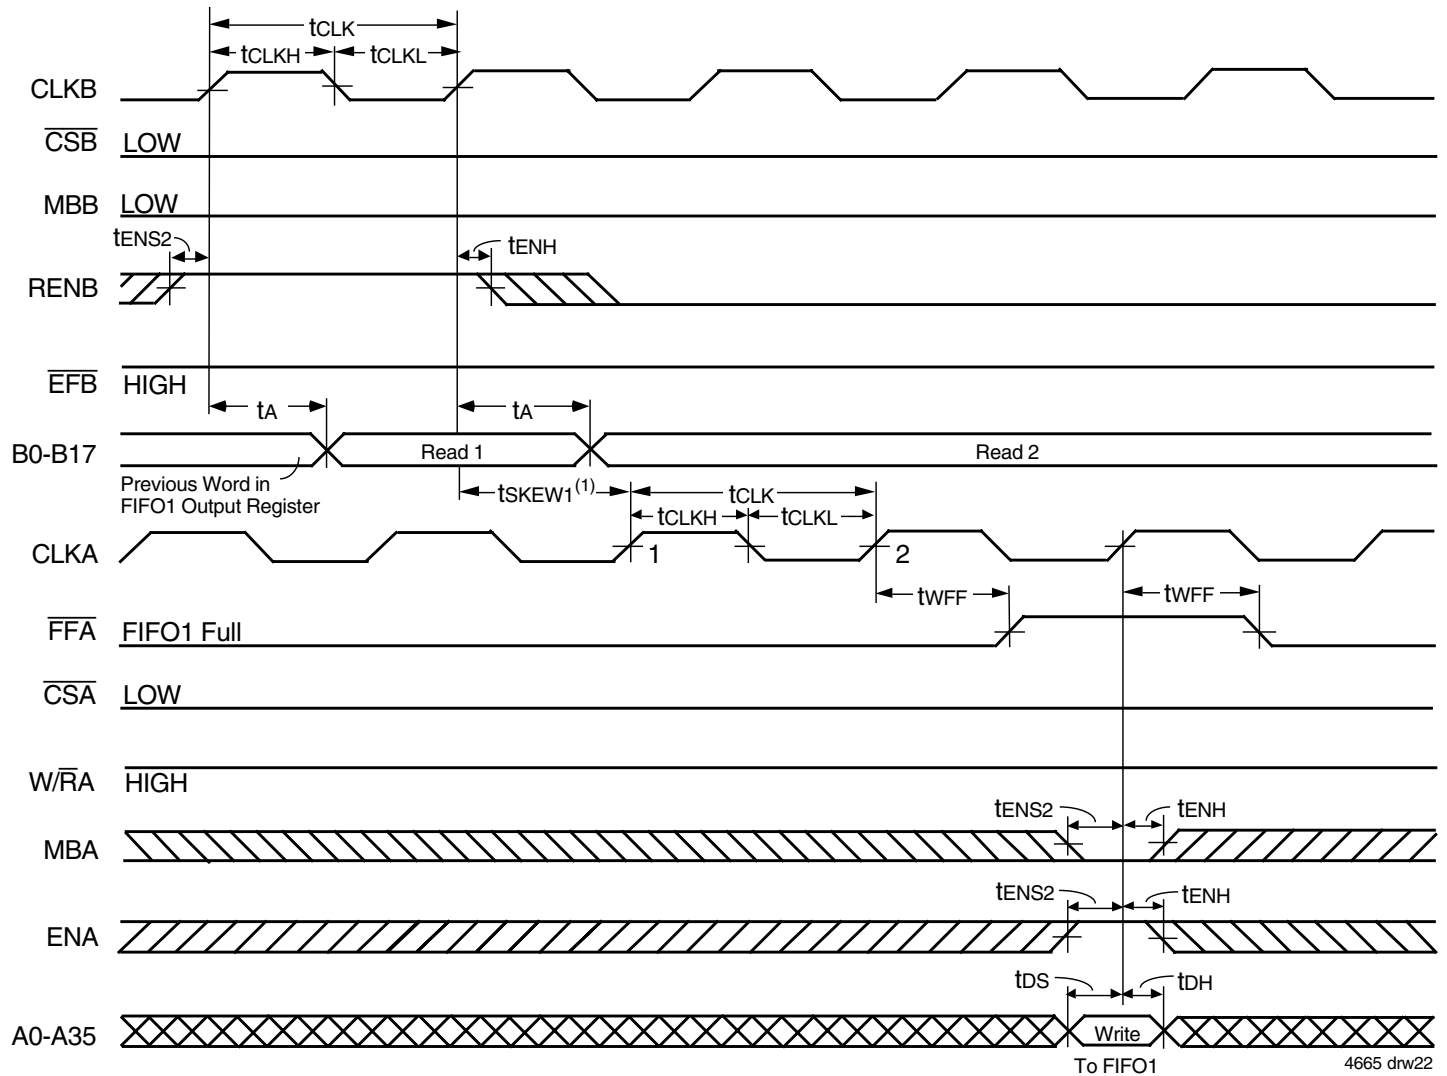 tCLK
tCLKH tCLKL
CLKB
CSB LOW
MBB LOW
tENS2 tENH
RENB
EFB HIGH
tA tA
B0-B17 Read 1 Read 2
Previous Word in
FIFO1 Output Register
tSKEW1(1) tCLK
tCLKH tCLKL
CLKA 1 2
tWFF tWFF
FFA FIFO1 Full
CSA LOW
W/RA HIGH
tENS2 tENH
MBA
tENS2 tENH
ENA
tDS tDH
A0-A35 Write
To FIFO1
4665 drw22